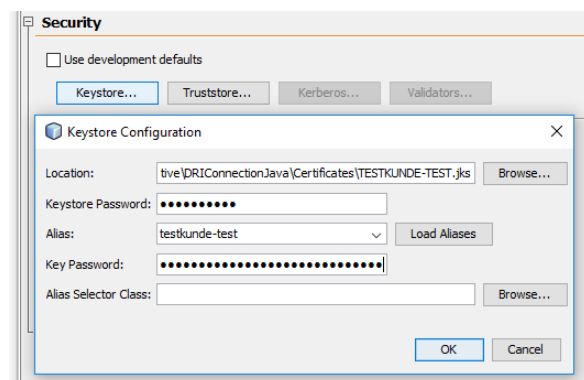 Security
Use development defaults
Keystore... Truststore... Kerberos... Validators...
Keystore Configuration
Location: tive\DRIConnectionJava\Certificates\TESTKUNDE-TEST.jks Browse...
Keystore Password: ●●●●●●●●●●
Alias: testkunde-test Load Aliases
Key Password: ●●●●●●●●●●●●●●●●●●●●●●●●●●●●●
Alias Selector Class: Browse...
OK Cancel